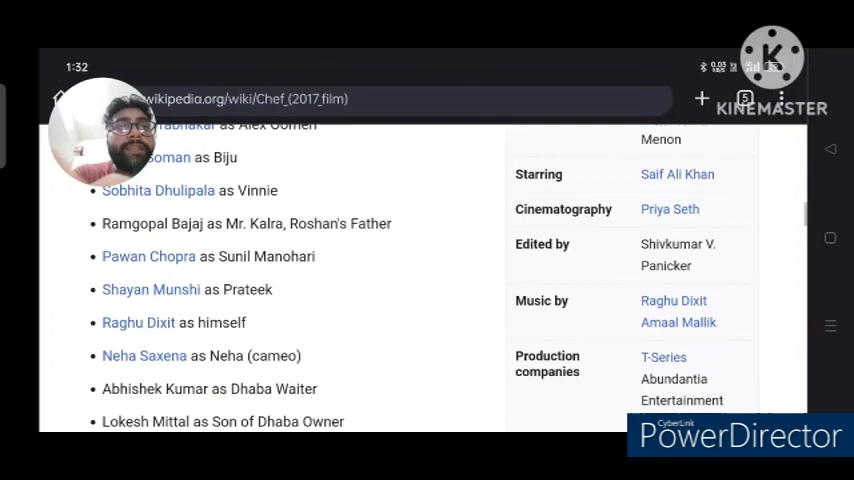 1:32
KINEMASTER
wikipedia.org/wiki/Chef_(2017_film)
5
as Alex Oomen
Soman as Biju
Sobhita Dhulipala as Vinnie
Ramgopal Bajaj as Mr. Kalra, Roshan's Father
Pawan Chopra as Sunil Manohari
Shayan Munshi as Prateek
Raghu Dixit as himself
Neha Saxena as Neha (cameo)
Abhishek Kumar as Dhaba Waiter
Lokesh Mittal as Son of Dhaba Owner
Menon
Starring Saif Ali Khan
Cinematography Priya Seth
Edited by Shivkumar V.
Panicker
Music by Raghu Dixit
Amaal Mallik
Production T-Series
companies Abundantia
Entertainment
CyberLink
PowerDirector